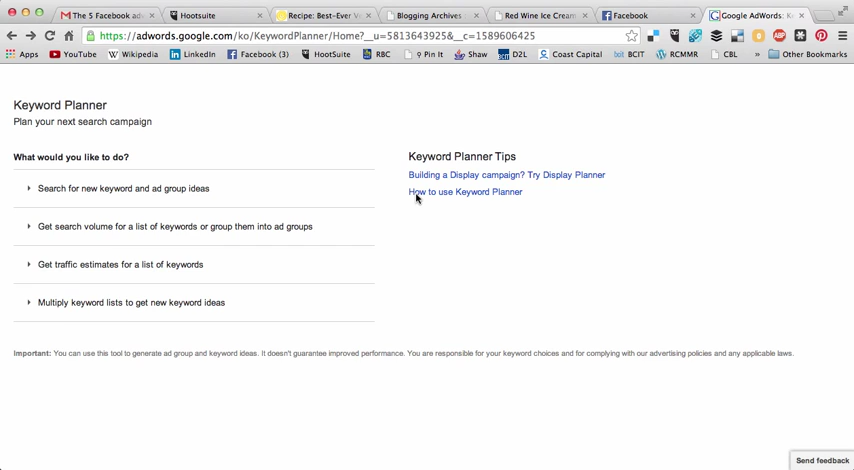 The 5 Facebook adv
Hootsuite
Recipe: Best-Ever V
Blogging Archives
Red Wine Ice Cream
Facebook
Google AdWords: Ke
https://adwords.google.com/ko/KeywordPlanner/Home?__u=5813643925&__c=1589606425
Apps
YouTube
Wikipedia
LinkedIn
Facebook (3)
HootSuite
RBC
Pin It
Shaw
D2L
Coast Capital
bcit BCIT
RCMMR
CBL
»
Other Bookmarks
Keyword Planner
Plan your next search campaign
What would you like to do?
Keyword Planner Tips
Building a Display campaign? Try Display Planner
Search for new keyword and ad group ideas
How to use Keyword Planner
Get search volume for a list of keywords or group them into ad groups
Get traffic estimates for a list of keywords
Multiply keyword lists to get new keyword ideas
Important: You can use this tool to generate ad group and keyword ideas. It doesn't guarantee improved performance. You are responsible for your keyword choices and for complying with our advertising policies and any applicable laws.
Send feedback